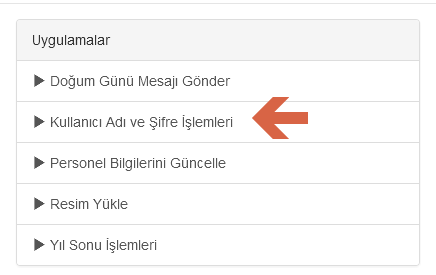 Uygulamalar
Doğum Günü Mesajı Gönder
Kullanıcı Adı ve Şifre İşlemleri
Personel Bilgilerini Güncelle
Resim Yükle
Yıl Sonu İşlemleri